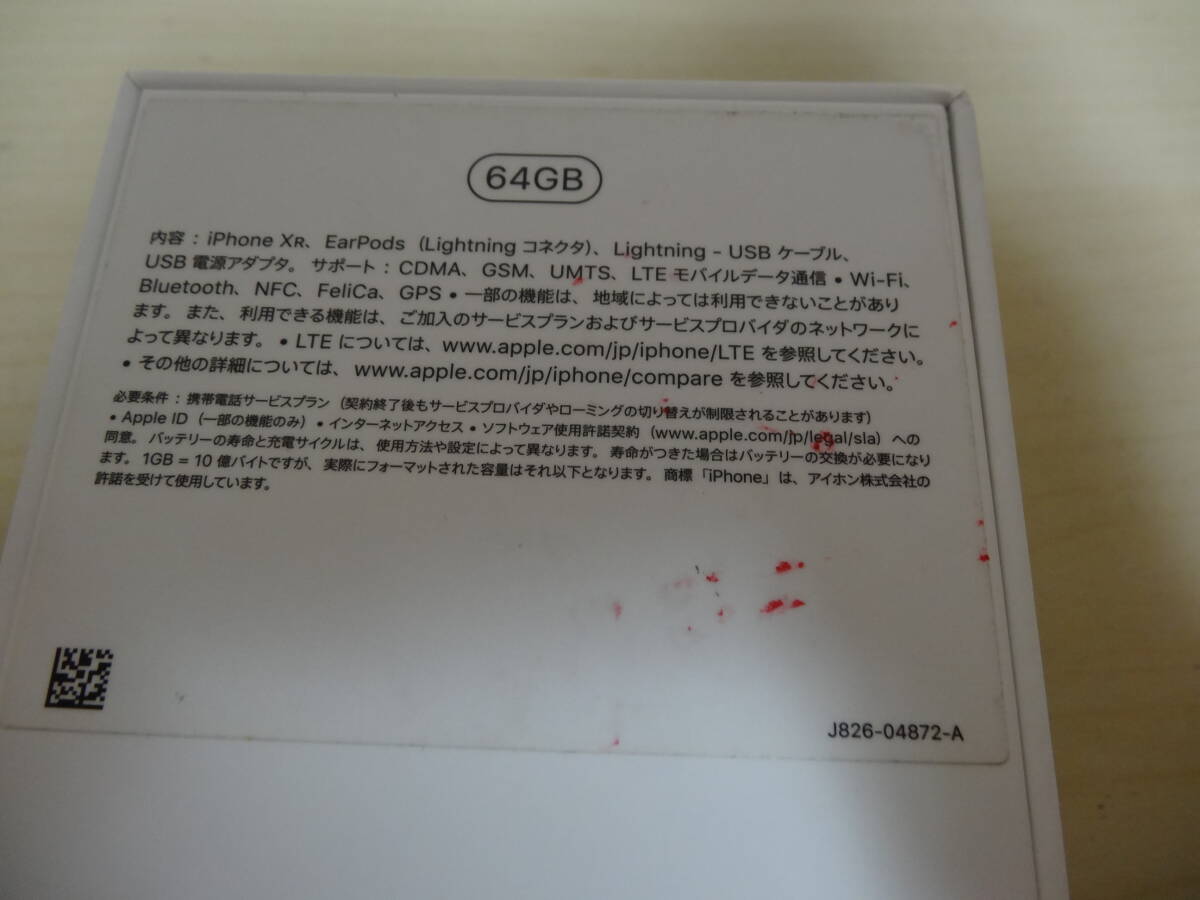 64GB
内容：iPhone XR、EarPods（Lightning コネクタ）、Lightning - USB ケーブル、
USB 電源アダプタ。サポート：CDMA、GSM、UMTS、LTE モバイルデータ通信 • Wi-Fi、
Bluetooth、NFC、FeliCa、GPS • 一部の機能は、地域によっては利用できないことがあり
ます。また、利用できる機能は、ご加入のサービスプランおよびサービスプロバイダのネットワークに
よって異なります。• LTE については、www.apple.com/jp/iphone/LTE を参照してください。
• その他の詳細については、www.apple.com/jp/iphone/compare を参照してください。
必要条件：携帯電話サービスプラン（契約終了後もサービスプロバイダやローミングの切り替えが制限されることがあります）
• Apple ID（一部の機能のみ）• インターネットアクセス • ソフトウェア使用許諾契約（www.apple.com/jp/legal/sla）への
同意。バッテリーの寿命と充電サイクルは、使用方法や設定によって異なります。寿命がつきた場合はバッテリーの交換が必要になり
ます。1GB = 10 億バイトですが、実際にフォーマットされた容量はそれ以下となります。商標「iPhone」は、アイホン株式会社の
許諾を受けて使用しています。
J826-04872-A